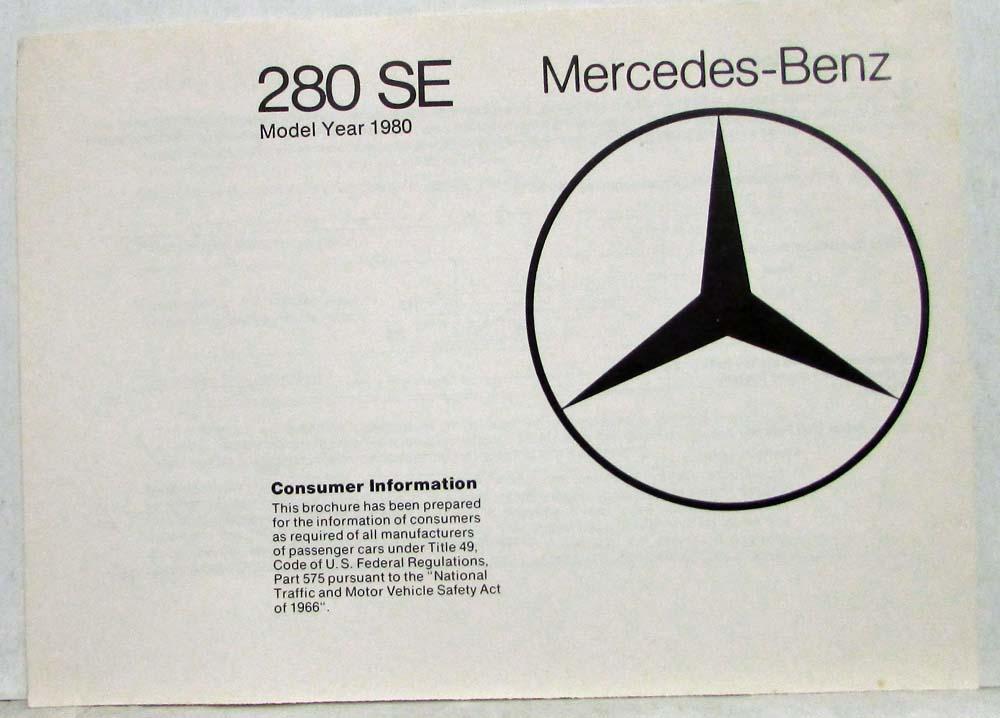 280 SE
Model Year 1980
Mercedes-Benz
Consumer Information
This brochure has been prepared
for the information of consumers
as required of all manufacturers
of passenger cars under Title 49,
Code of U. S. Federal Regulations,
Part 575 pursuant to the "National
Traffic and Motor Vehicle Safety Act
of 1966".